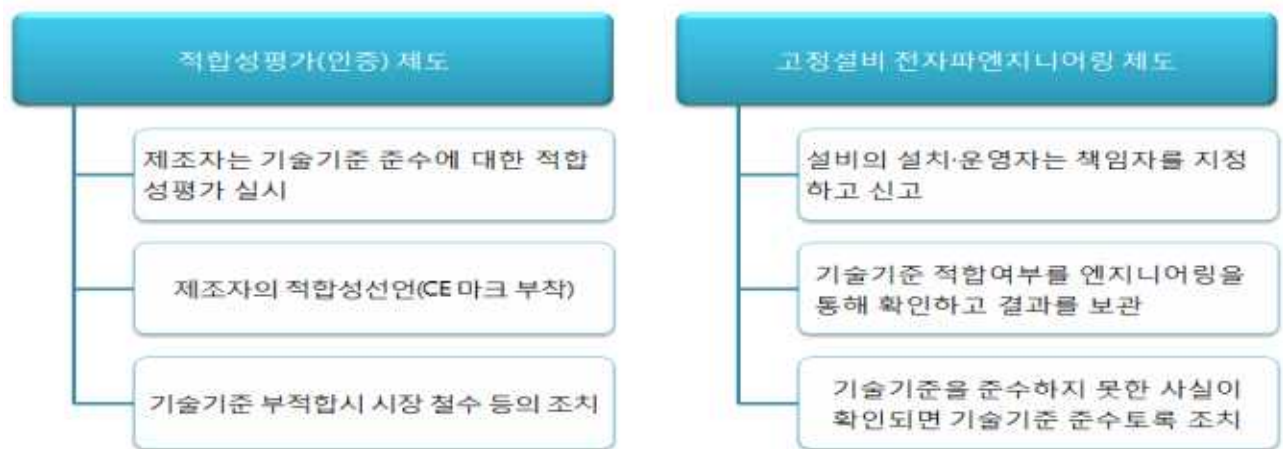 적합성평가(인증) 제도
제조자는 기술기준 준수에 대한 적합
성평가 실시
제조자의 적합성선언(CE 마크 부착)
기술기준 부적합시 시장 철수 등의 조치
고정설비 전자파엔지니어링 제도
설비의 설치·운영자는 책임자를 지정
하고 신고
기술기준 적합여부를 엔지니어링을
통해 확인하고 결과를 보관
기술기준을 준수하지 못한 사실이
확인되면 기술기준 준수토록 조치